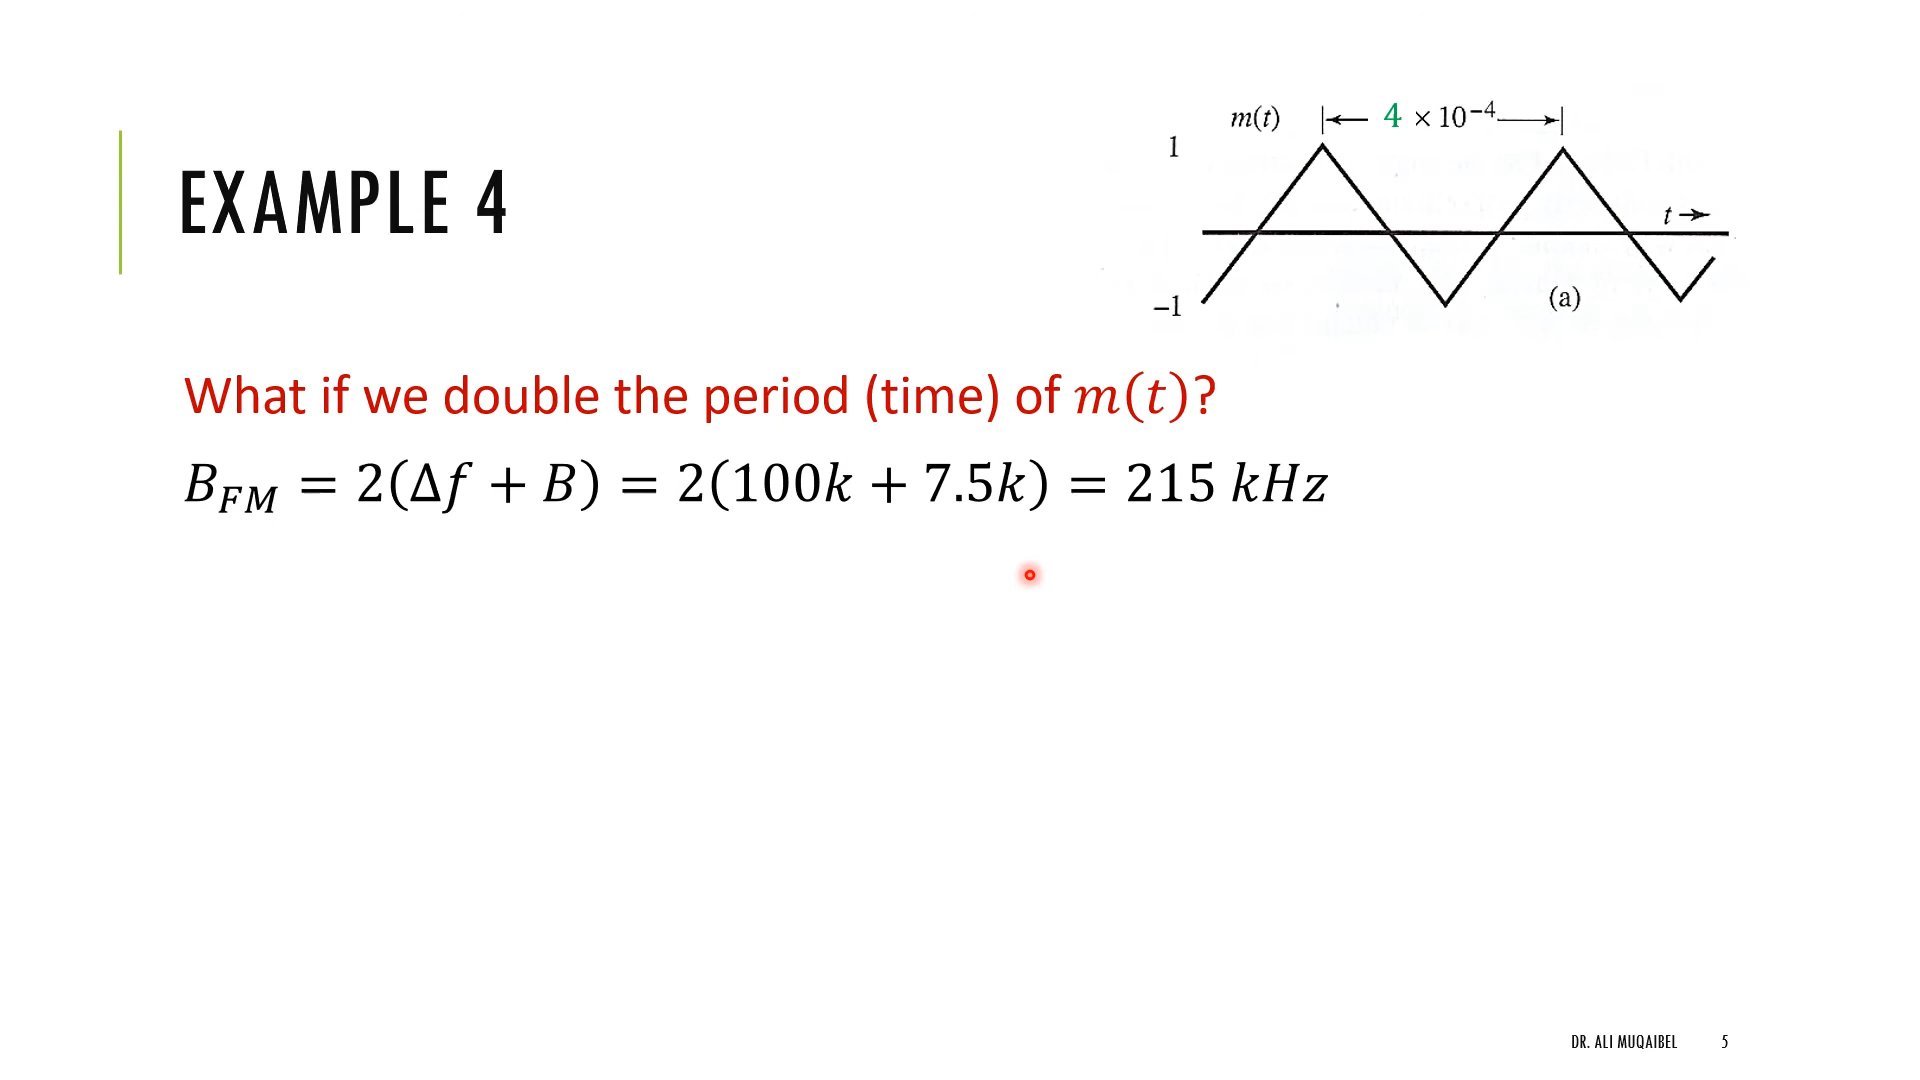 EXAMPLE 4
m(t) 4 × 10⁻⁴
1
t
−1
(a)
What if we double the period (time) of m(t)?
B_FM = 2(Δf + B) = 2(100k + 7.5k) = 215 kHz
DR. ALI MUQAIBEL 5